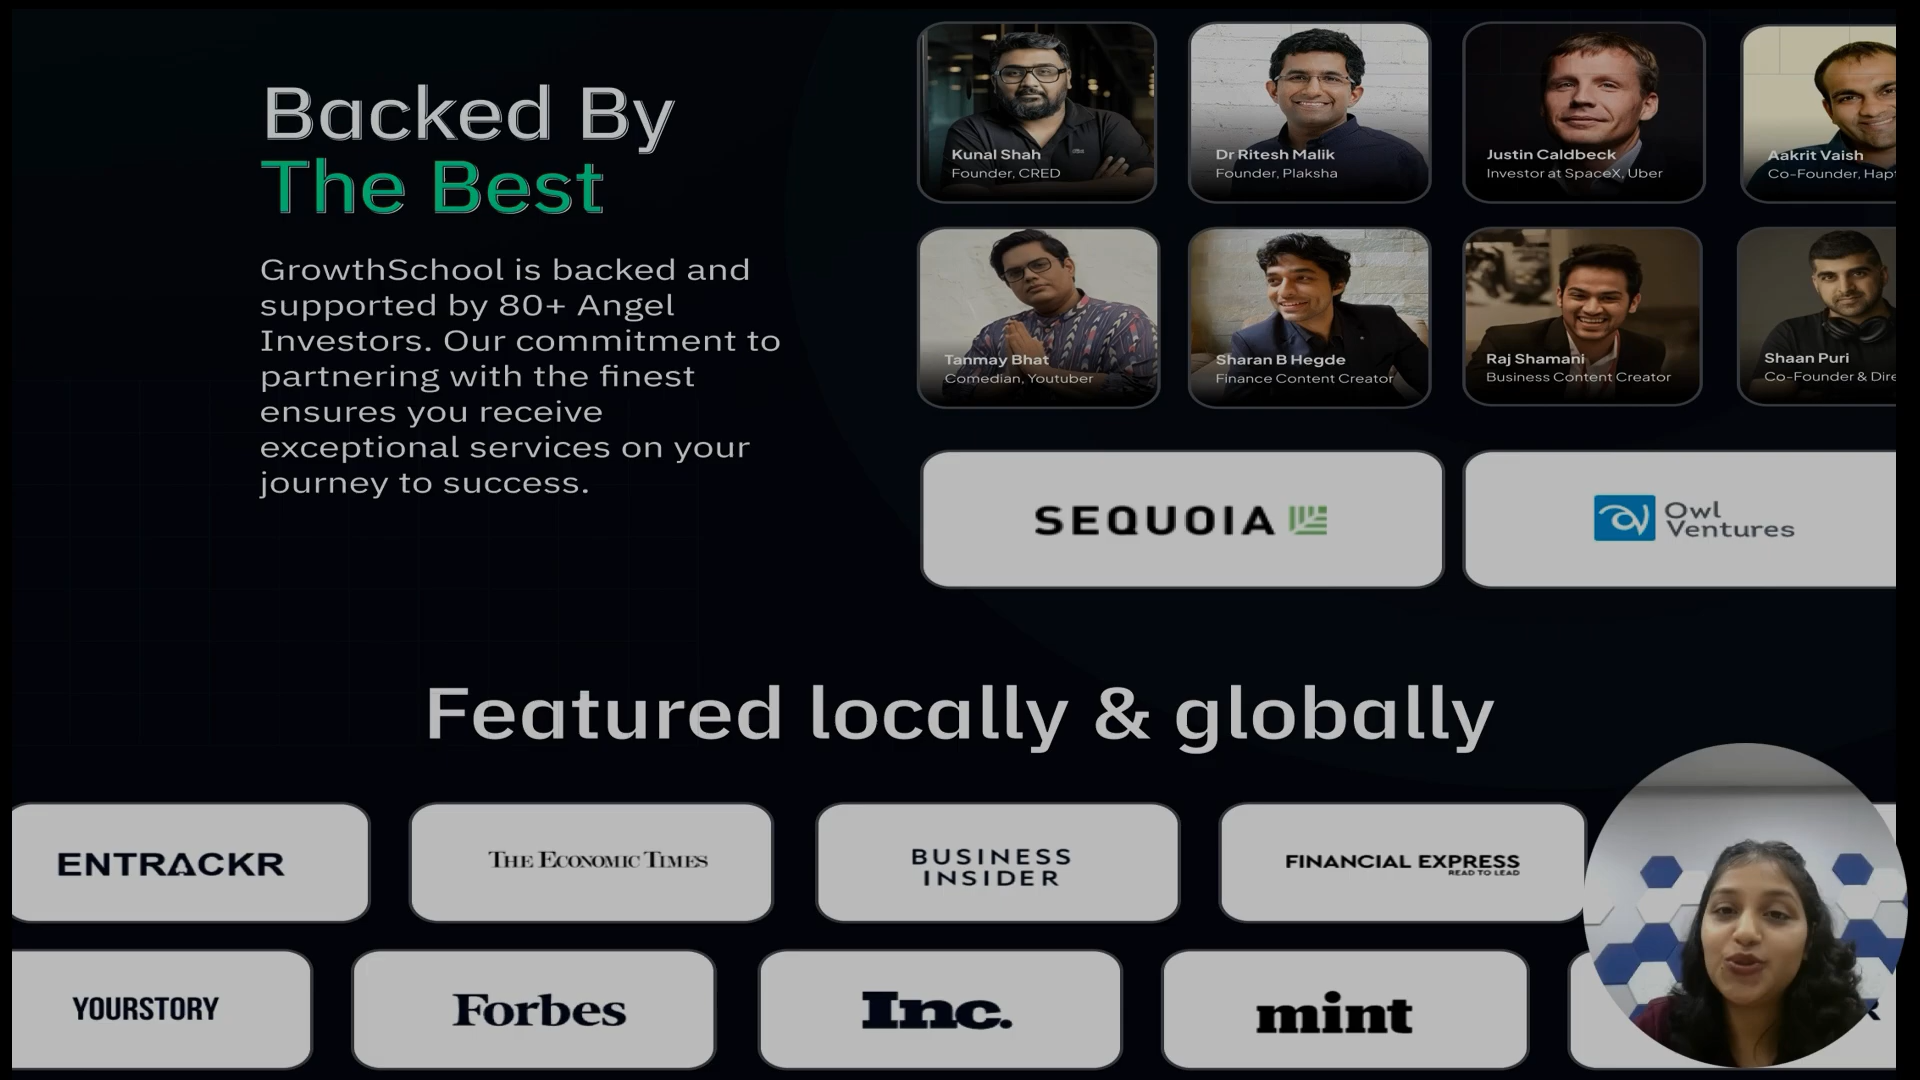 Backed By
The Best
GrowthSchool is backed and
supported by 80+ Angel
Investors. Our commitment to
partnering with the finest
ensures you receive
exceptional services on your
journey to success.
Kunal Shah
Founder, CRED
Dr Ritesh Malik
Founder, Plaksha
Justin Caldbeck
Investor at SpaceX, Uber
Aakrit Vaish
Co-Founder,
Tanmay Bhat
Comedian, Youtuber
Sharan B Hegde
Finance Content Creator
Raj Shamani
Business Content Creator
Shaan Puri
Co-Founder &
SEQUOIA
Owl
Ventures
Featured locally & globally
ENTRACKR
THE ECONOMIC TIMES
BUSINESS
INSIDER
FINANCIAL EXPRESS
READ TO LEAD
YOURSTORY
Forbes
Inc.
mint